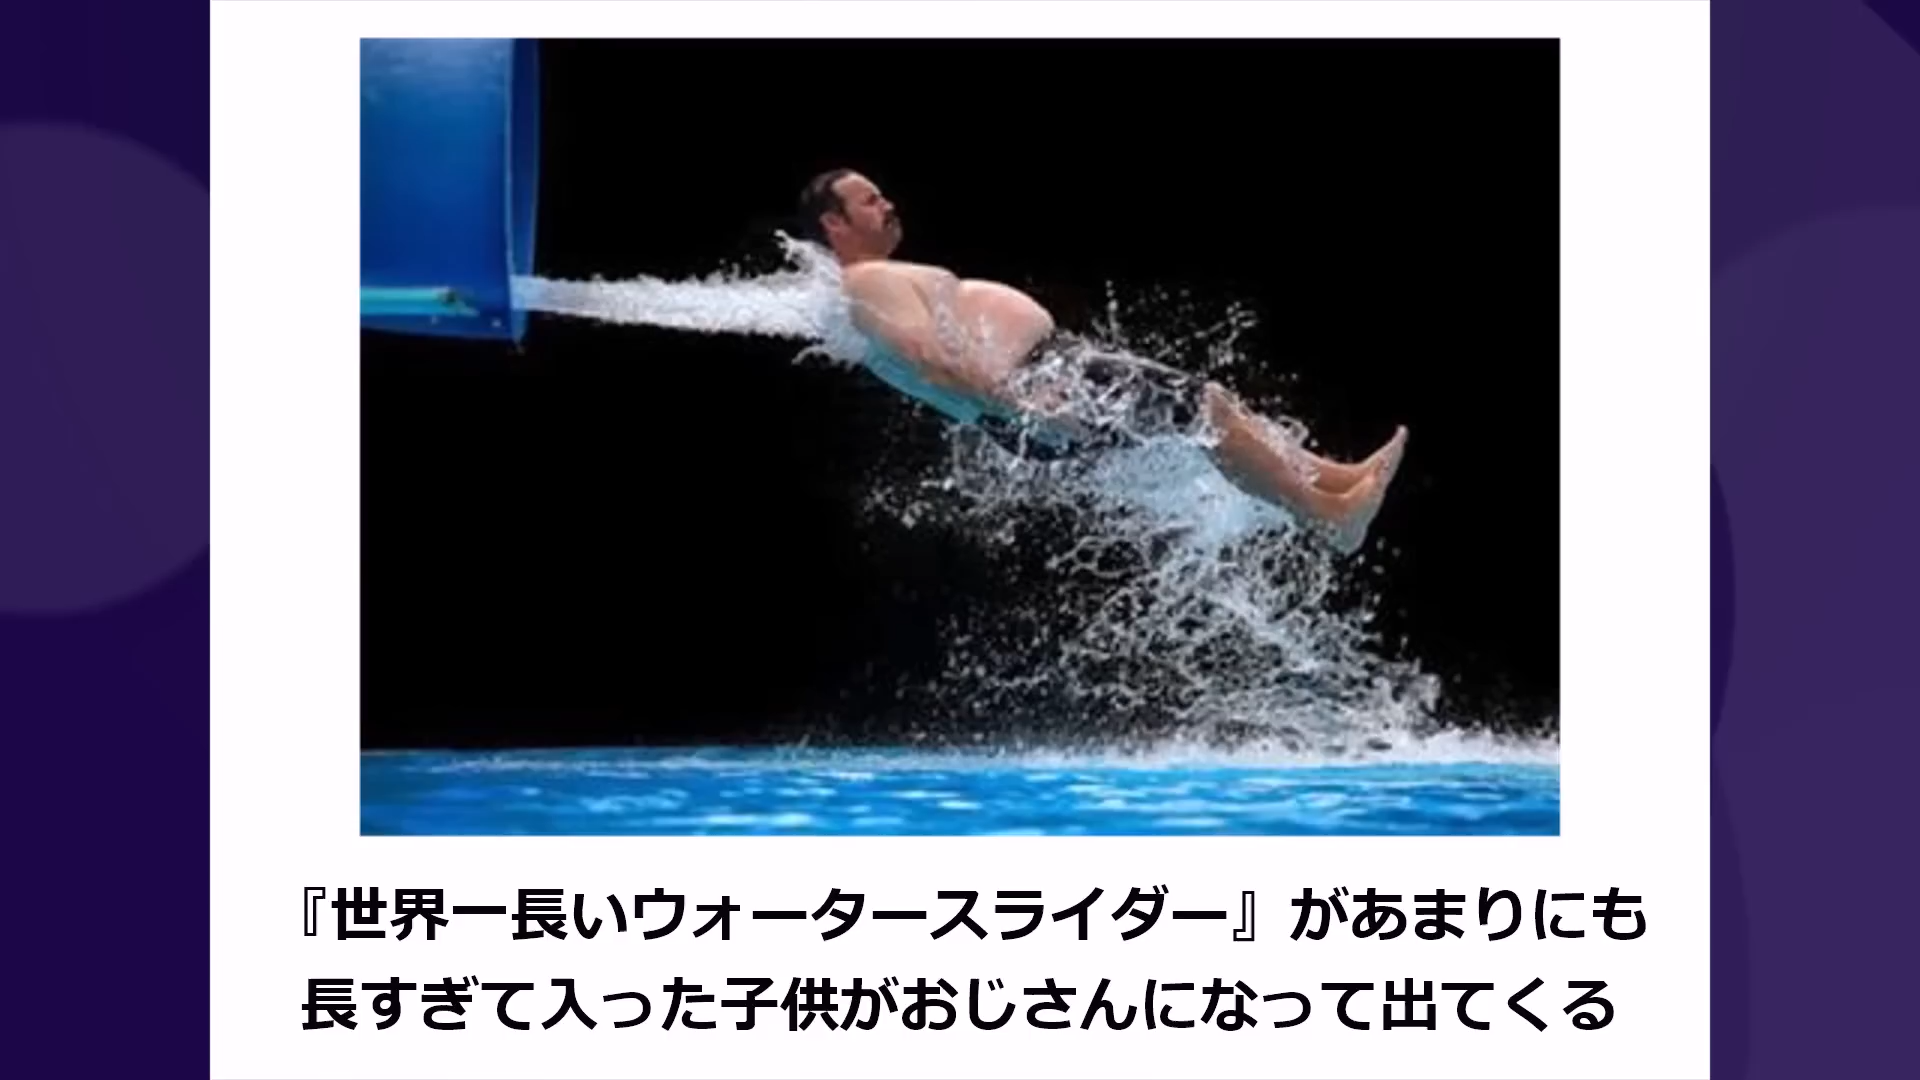 『世界一長いウォータースライダー』があまりにも
長すぎて入った子供がおじさんになって出てくる